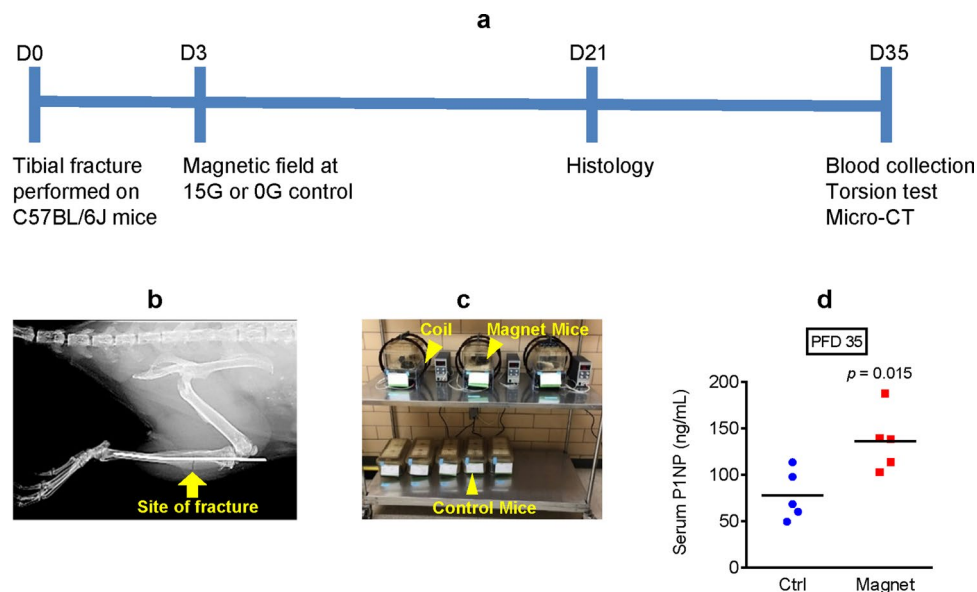 a
D0
D3
D21
D35
Tibial fracture
performed on
C57BL/6J mice
Magnetic field at
15G or 0G control
Histology
Blood collection
Torsion test
Micro-CT
b
Site of fracture
c
Coil
Magnet Mice
Control Mice
d
PFD 35
p = 0.015
Serum P1NP (ng/mL)
200
150
100
50
0
Ctrl
Magnet